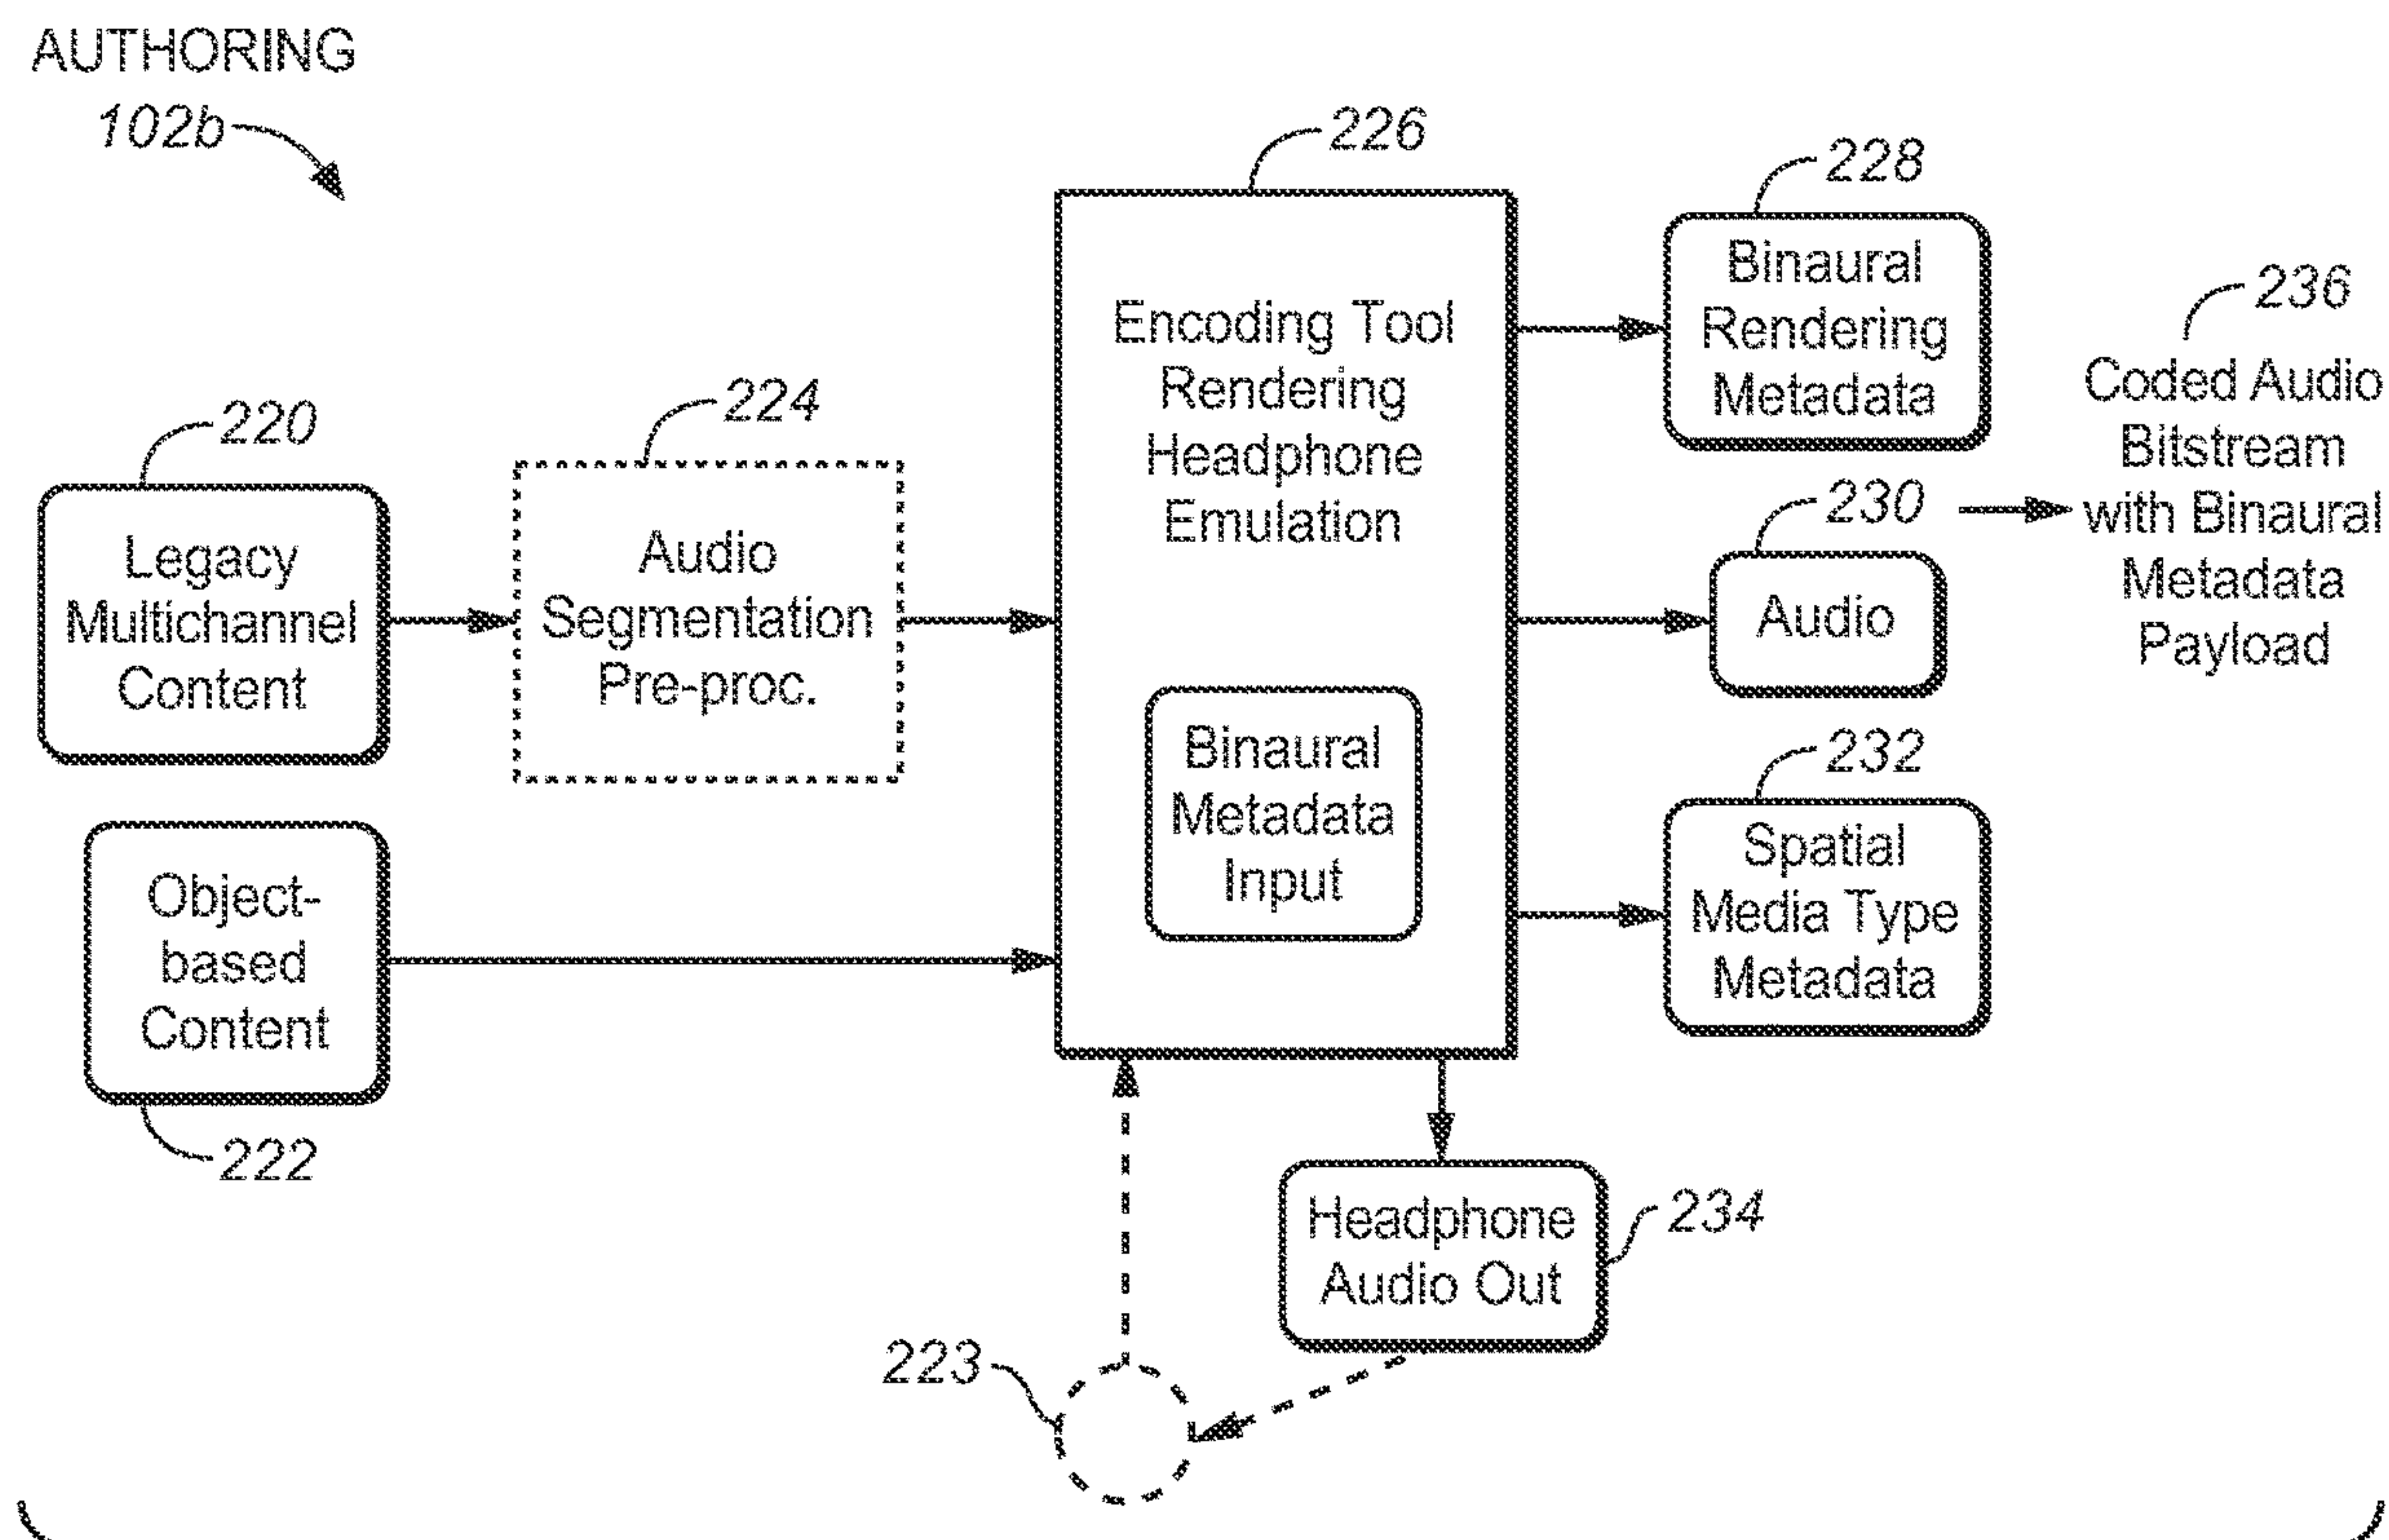 AUTHORING
102b
226
228
Binaural
Rendering
Metadata
236
Coded Audio
Bitstream
with Binaural
Metadata
Payload
Encoding Tool
Rendering
Headphone
Emulation
220
Legacy
Multichannel
Content
224
Audio
Segmentation
Pre-proc.
230
Audio
Binaural
Metadata
Input
232
Spatial
Media Type
Metadata
Object-
based
Content
222
Headphone
Audio Out
234
223